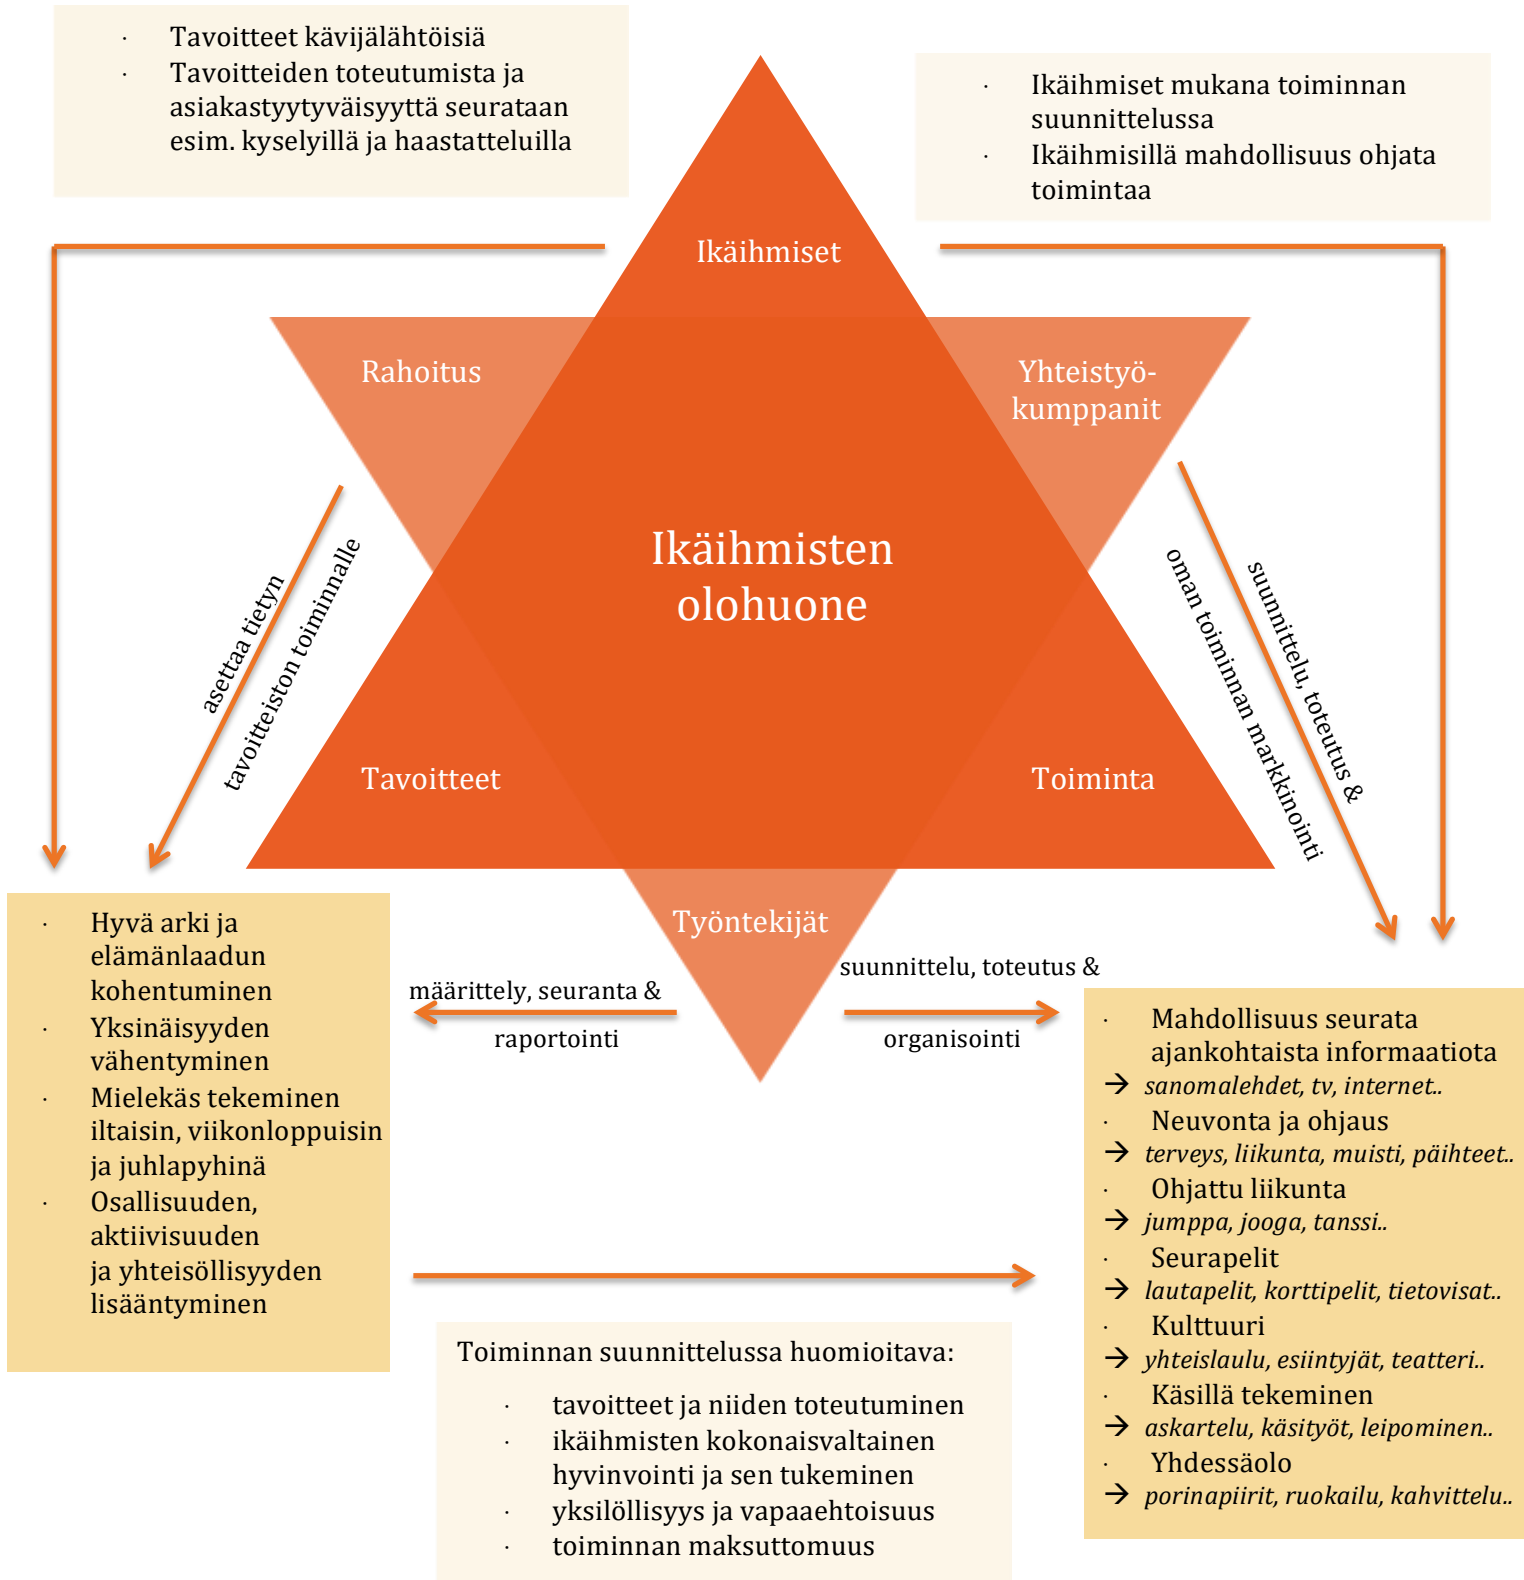 · Tavoitteet kävijälähtöisiä
· Tavoitteiden toteutumista ja
asiakastyytyväisyyttä seurataan
esim. kyselyillä ja haastatteluilla
· Ikäihmiset mukana toiminnan
suunnittelussa
· Ikäihmisillä mahdollisuus ohjata
toimintaa
Ikäihmiset
Rahoitus
Yhteistyö-
kumppanit
Ikäihmisten
olohuone
asettaa tietyn
tavoitteiston toiminnalle
suunnittelu, toteutus &
oman toiminnan markkinointi
Tavoitteet
Toiminta
Työntekijät
määrittely, seuranta &
raportointi
suunnittelu, toteutus &
organisointi
· Hyvä arki ja
elämänlaadun
kohentuminen
· Yksinäisyyden
vähentyminen
· Mielekäs tekeminen
iltaisin, viikonloppuisin
ja juhlapyhinä
· Osallisuuden,
aktiivisuuden
ja yhteisöllisyyden
lisääntyminen
· Mahdollisuus seurata
ajankohtaista informaatiota
→ sanomalehdet, tv, internet..
· Neuvonta ja ohjaus
→ terveys, liikunta, muisti, päihteet..
· Ohjattu liikunta
→ jumppa, jooga, tanssi..
· Seurapelit
→ lautapelit, korttipelit, tietovisat..
· Kulttuuri
→ yhteislaulu, esiintyjät, teatteri..
· Käsillä tekeminen
→ askartelu, käsityöt, leipominen..
· Yhdessäolo
→ porinapiirit, ruokailu, kahvittelu..
Toiminnan suunnittelussa huomioitava:
· tavoitteet ja niiden toteutuminen
· ikäihmisten kokonaisvaltainen
hyvinvointi ja sen tukeminen
· yksilöllisyys ja vapaaehtoisuus
· toiminnan maksuttomuus